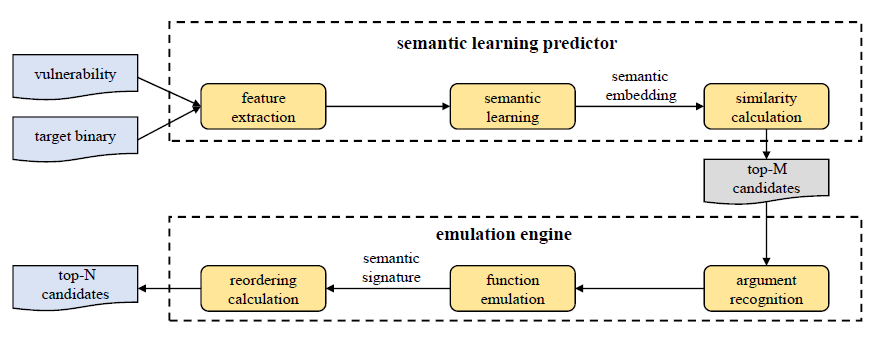 semantic learning predictor
vulnerability
target binary
feature
extraction
semantic
learning
semantic
embedding
similarity
calculation
top-M
candidates
emulation engine
top-N
candidates
reordering
calculation
semantic
signature
function
emulation
argument
recognition